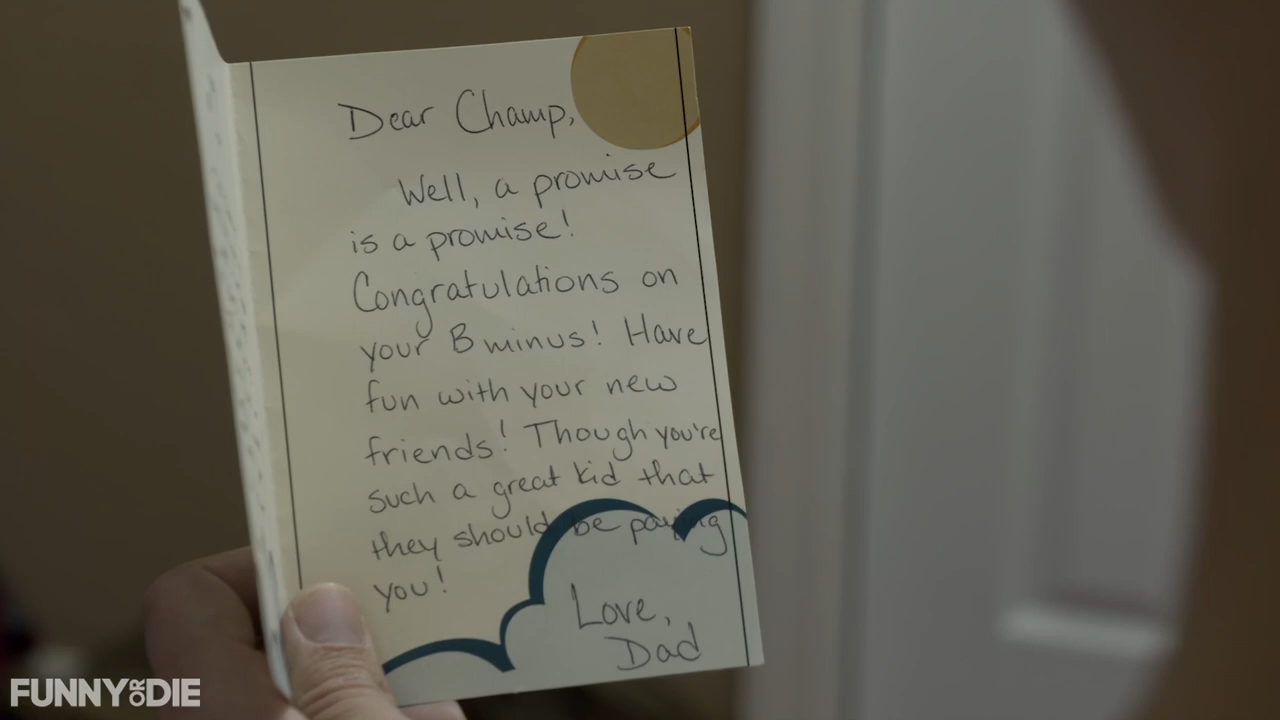 Dear Champ,
Well, a promise
is a promise!
Congratulations on
your B minus! Have
fun with your new
friends! Though you're
such a great kid that
they should be paying
you!
Love,
Dad
FUNNY OR DIE